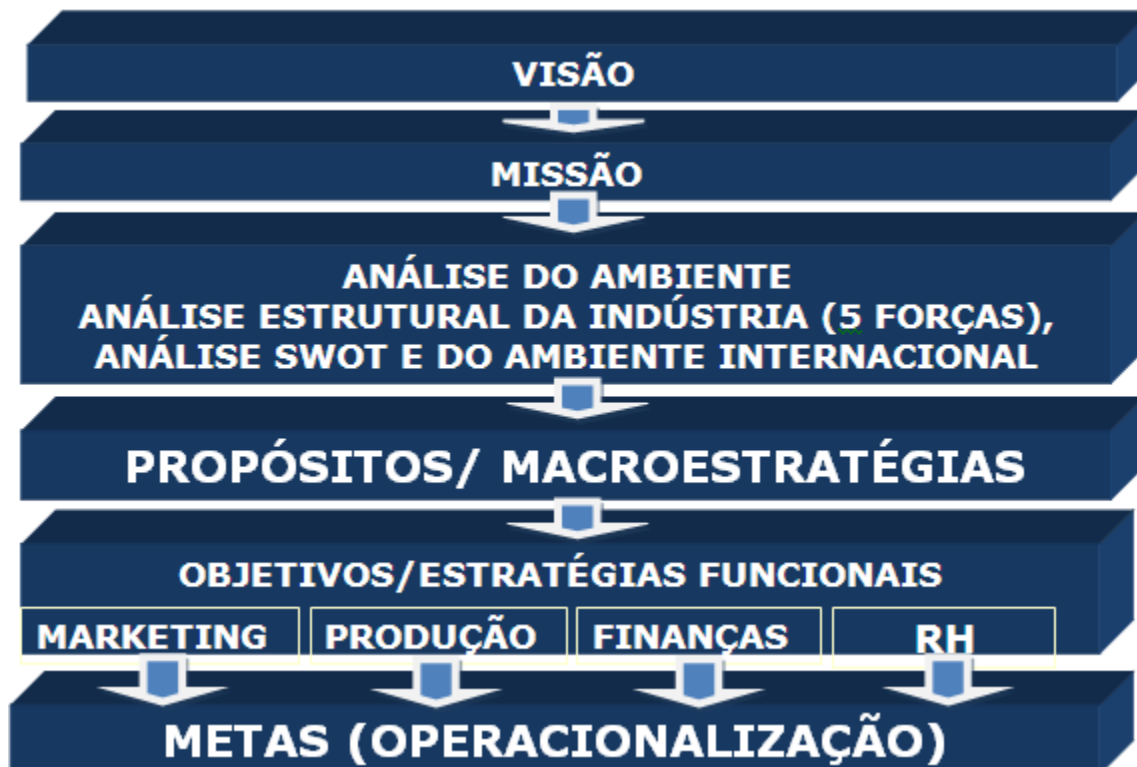 VISÃO
MISSÃO
ANÁLISE DO AMBIENTE
ANÁLISE ESTRUTURAL DA INDÚSTRIA (5 FORÇAS),
ANÁLISE SWOT E DO AMBIENTE INTERNACIONAL
PROPÓSITOS/ MACROESTRATÉGIAS
OBJETIVOS/ESTRATÉGIAS FUNCIONAIS
MARKETING PRODUÇÃO FINANÇAS RH
METAS (OPERACIONALIZAÇÃO)